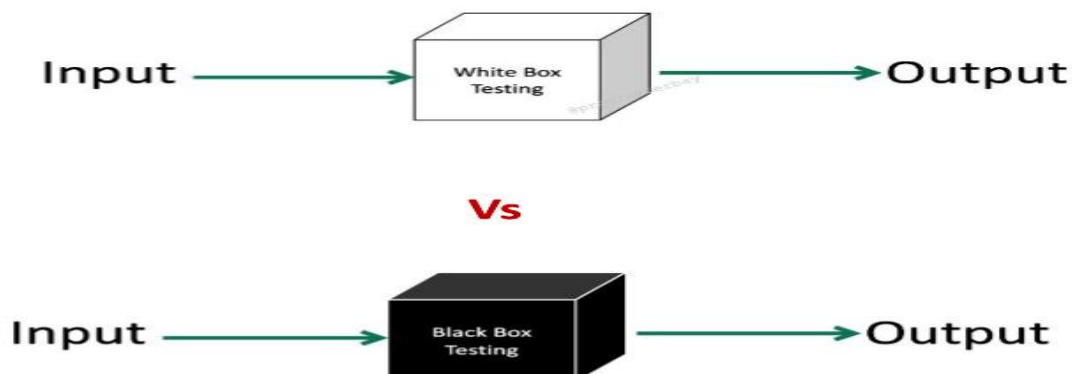 Input
White Box
Testing
Output
Vs
Input
Black Box
Testing
Output